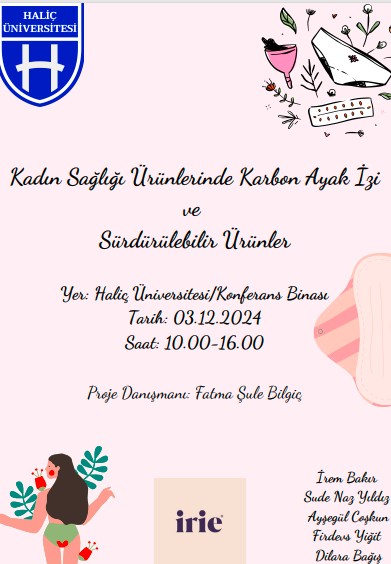 HALİÇ
ÜNİVERSİTESİ
Kadın Sağlığı Ürünlerinde Karbon Ayak İzi
ve
Sürdürülebilir Ürünler
Yer: Haliç Üniversitesi/Konferans Binası
Tarih: 03.12.2024
Saat: 10.00-16.00
Proje Danışmanı: Fatma Şule Bilgiç
irie
İrem Bakır
Sude Naz Yıldız
Ayşegül Coşkun
Firdevs Yiğit
Dilara Bağış